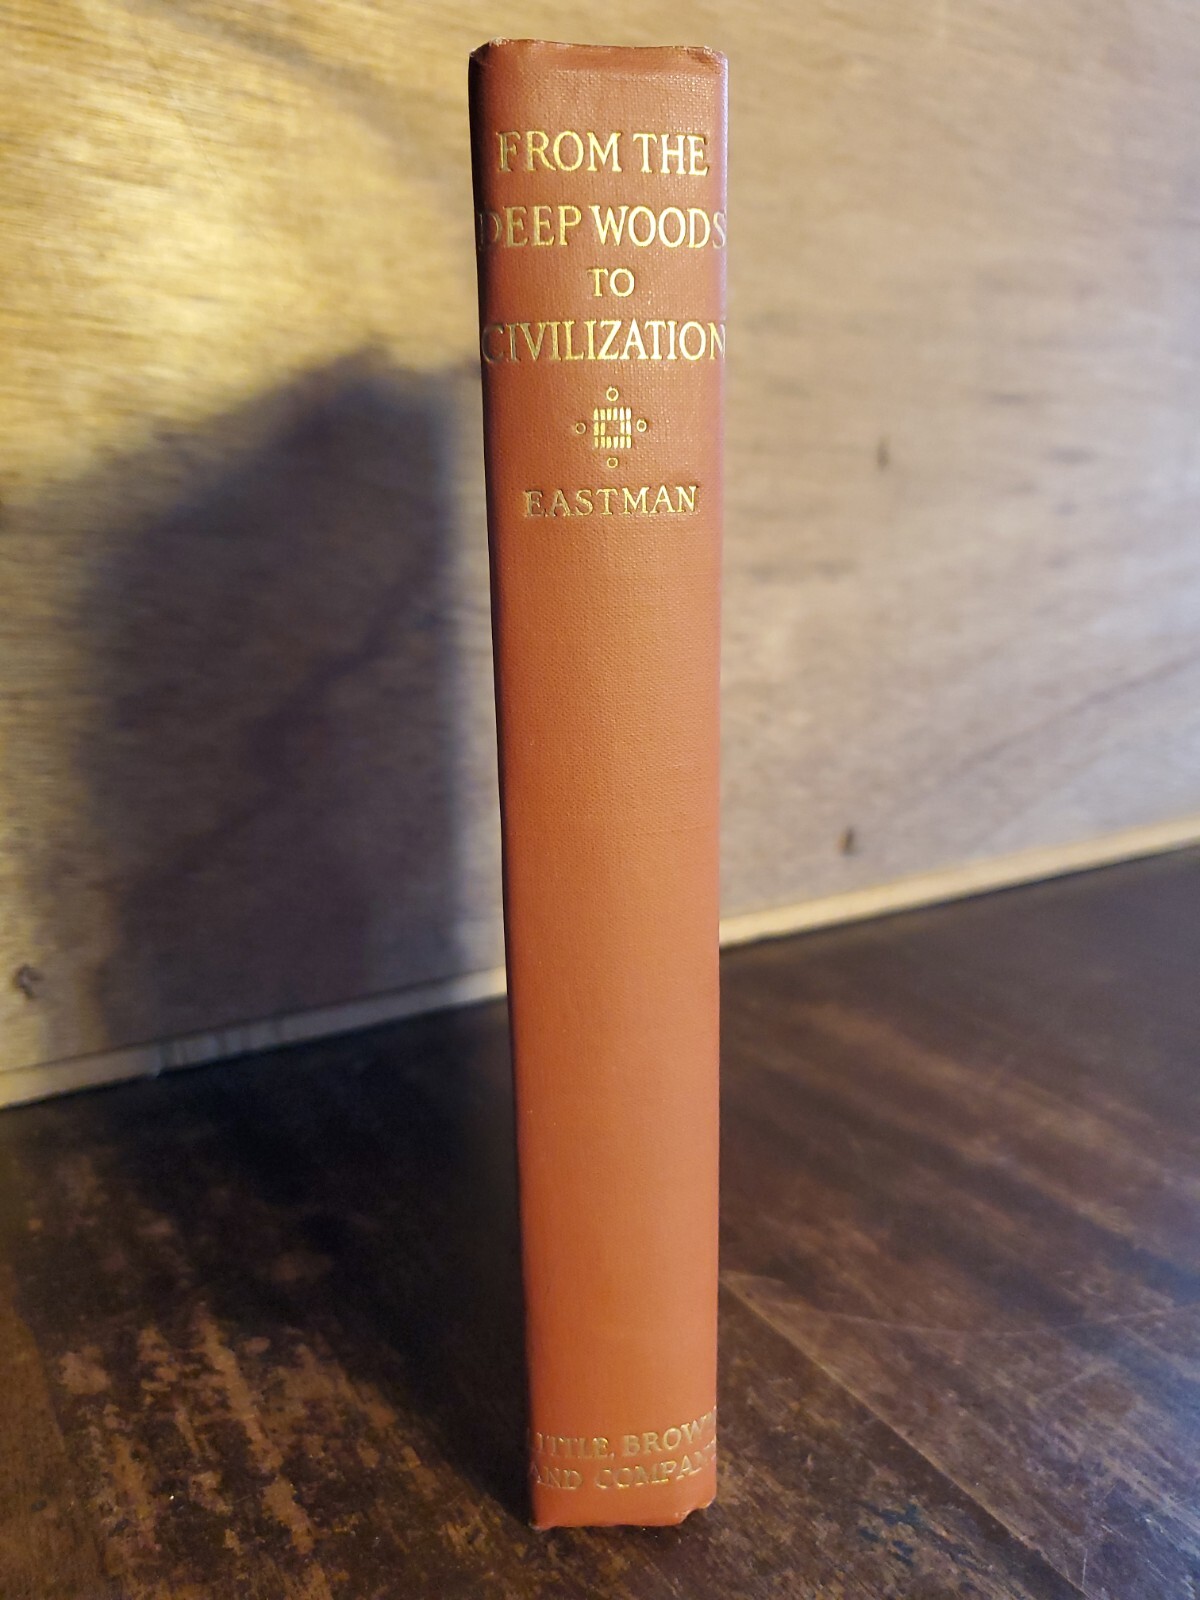 FROM THE
DEEP WOODS
TO
CIVILIZATION
EASTMAN
LITTLE, BROWN
AND COMPANY